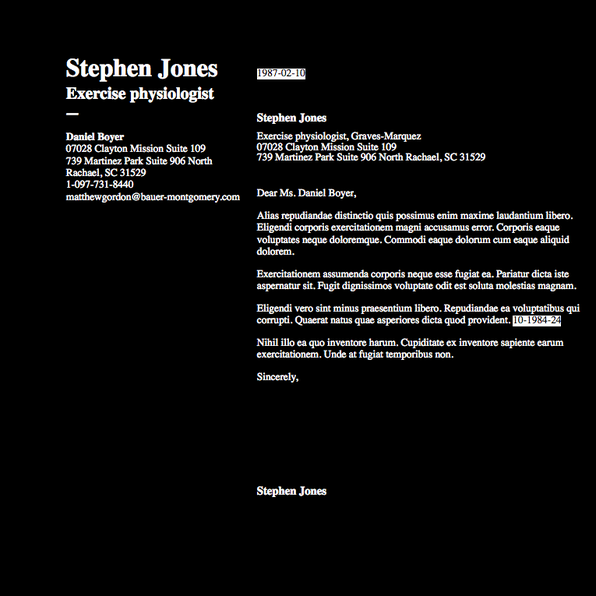 Stephen Jones
Exercise physiologist
—
Daniel Boyer
07028 Clayton Mission Suite 109
739 Martinez Park Suite 906 North
Rachael, SC 31529
1-097-731-8440
matthewgordon@bauer-montgomery.com
1987-02-10
Stephen Jones
Exercise physiologist, Graves-Marquez
07028 Clayton Mission Suite 109
739 Martinez Park Suite 906 North Rachael, SC 31529
Dear Ms. Daniel Boyer,
Alias repudiandae distinctio quis possimus enim maxime laudantium libero.
Eligendi corporis exercitationem magni accusamus error. Corporis eaque
voluptates neque doloremque. Commodi eaque dolorum cum eaque aliquid
dolorem.
Exercitationem assumenda corporis neque esse fugiat ea. Pariatur dicta iste
aspernatur sit. Fugit dignissimos voluptate odit est soluta molestias magnam.
Eligendi vero sint minus praesentium libero. Repudiandae ea voluptatibus qui
corrupti. Quaerat natus quae asperiores dicta quod provident. 10-1984-24
Nihil illo ea quo inventore harum. Cupiditate ex inventore sapiente earum
exercitationem. Unde at fugiat temporibus non.
Sincerely,
Stephen Jones